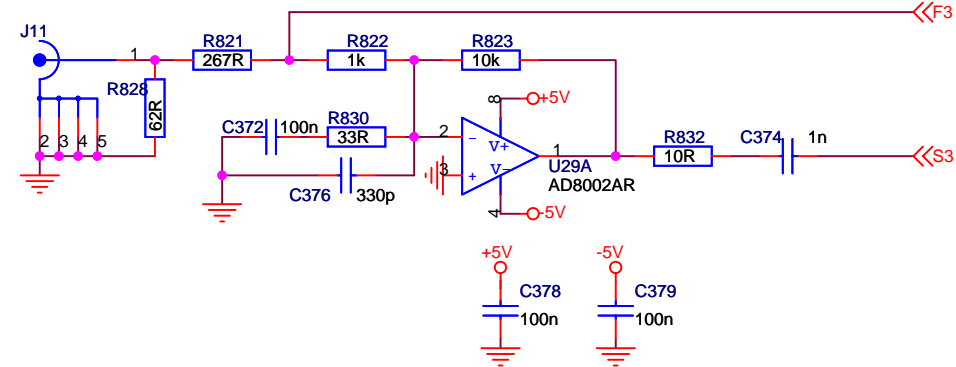 F3
J11
1
R821
267R
R822
1k
R823
10k
R828
62R
2
3
4
5
C372
100n
R830
33R
C376
330p
8
+5V
2
−
V+
3
+
V−
1
U29A
AD8002AR
4
-5V
R832
10R
C374
1n
S3
+5V
C378
100n
-5V
C379
100n